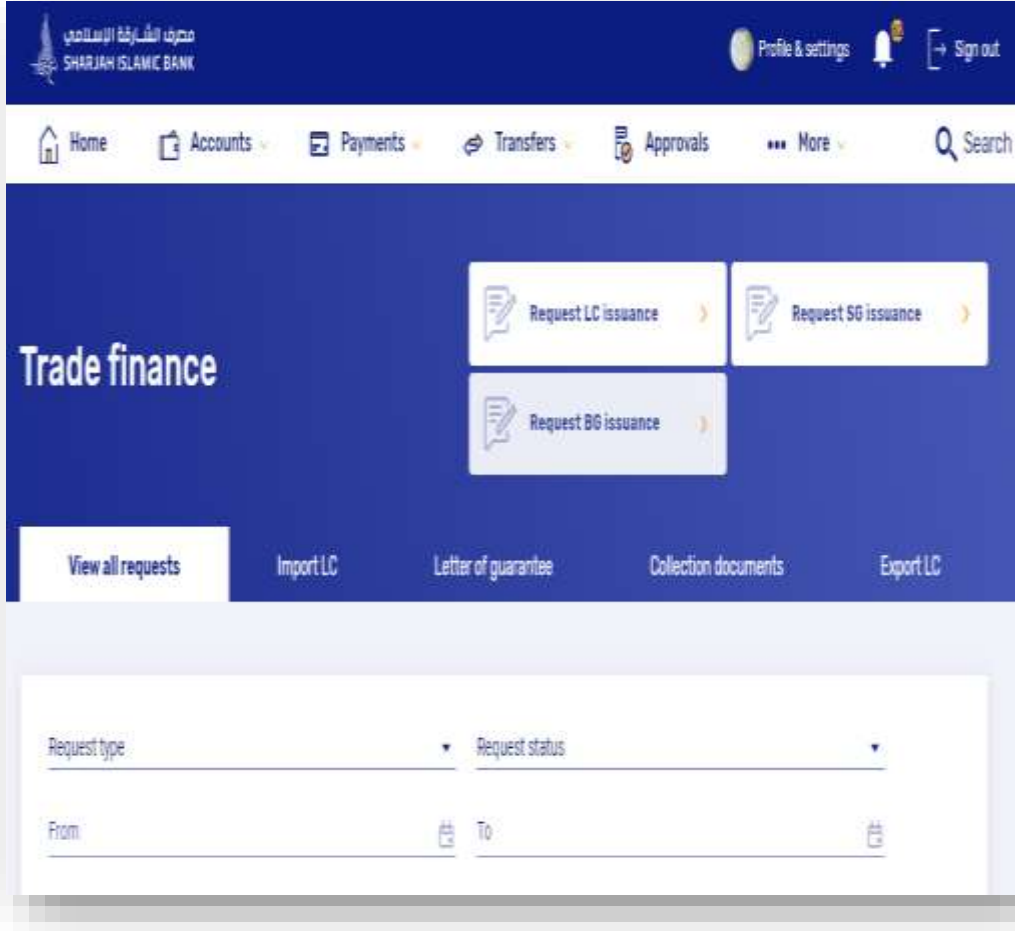 مصرف الشارقة الإسلامي
SHARJAH ISLAMIC BANK
Profile & settings
Sign out
Home
Accounts
Payments
Transfers
Approvals
More
Search
Trade finance
Request LC issuance
Request SG issuance
Request BG issuance
View all requests
Import LC
Letter of guarantee
Collection documents
Export LC
Request type
Request status
From
To